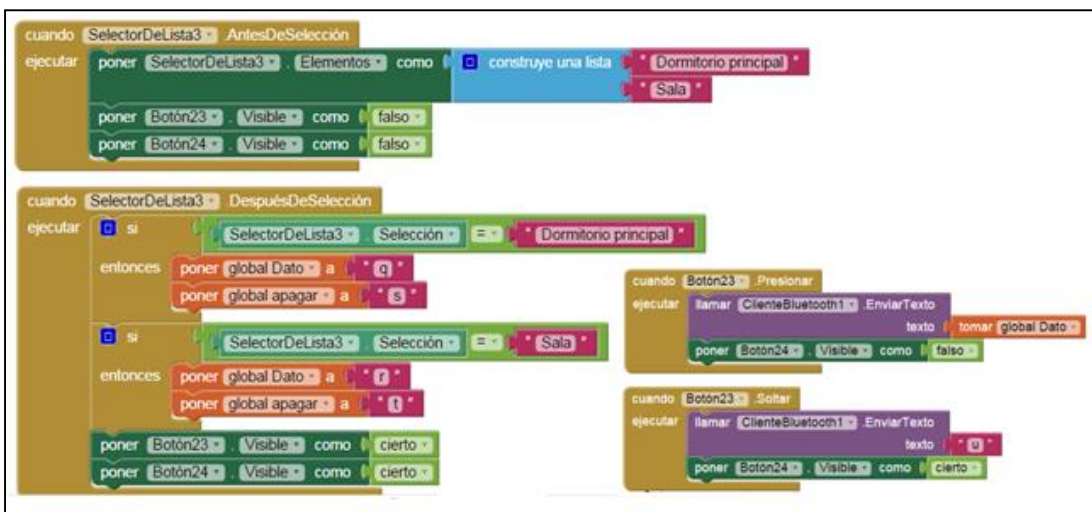 cuando SelectorDeLista3 .AntesDeSelección
ejecutar poner SelectorDeLista3 . Elementos como construye una lista " Dormitorio principal "
" Sala "
poner Botón23 . Visible como falso
poner Botón24 . Visible como falso
cuando SelectorDeLista3 .DespuésDeSelección
ejecutar si SelectorDeLista3 . Selección = " Dormitorio principal "
entonces poner global Dato a " q "
poner global apagar a " s "
si SelectorDeLista3 . Selección = " Sala "
entonces poner global Dato a " r "
poner global apagar a " t "
poner Botón23 . Visible como cierto
poner Botón24 . Visible como cierto
cuando Botón23 .Presionar
ejecutar llamar ClienteBluetooth1 .EnviarTexto
texto tomar global Dato
poner Botón24 . Visible como falso
cuando Botón23 .Soltar
ejecutar llamar ClienteBluetooth1 .EnviarTexto
texto " u "
poner Botón24 . Visible como cierto